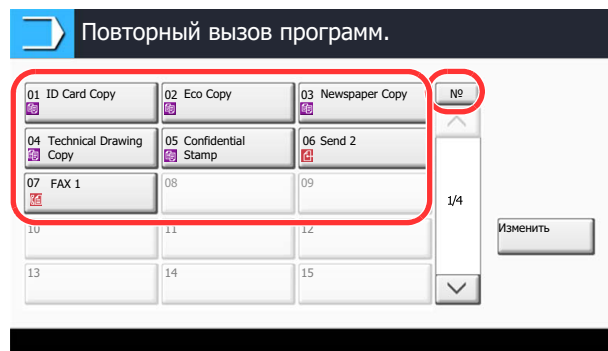 Повторный вызов программ.
01 ID Card Copy
02 Eco Copy
03 Newspaper Copy
№
04 Technical Drawing
Copy
05 Confidential
Stamp
06 Send 2
07 FAX 1
08
09
1/4
10
11
12
Изменить
13
14
15